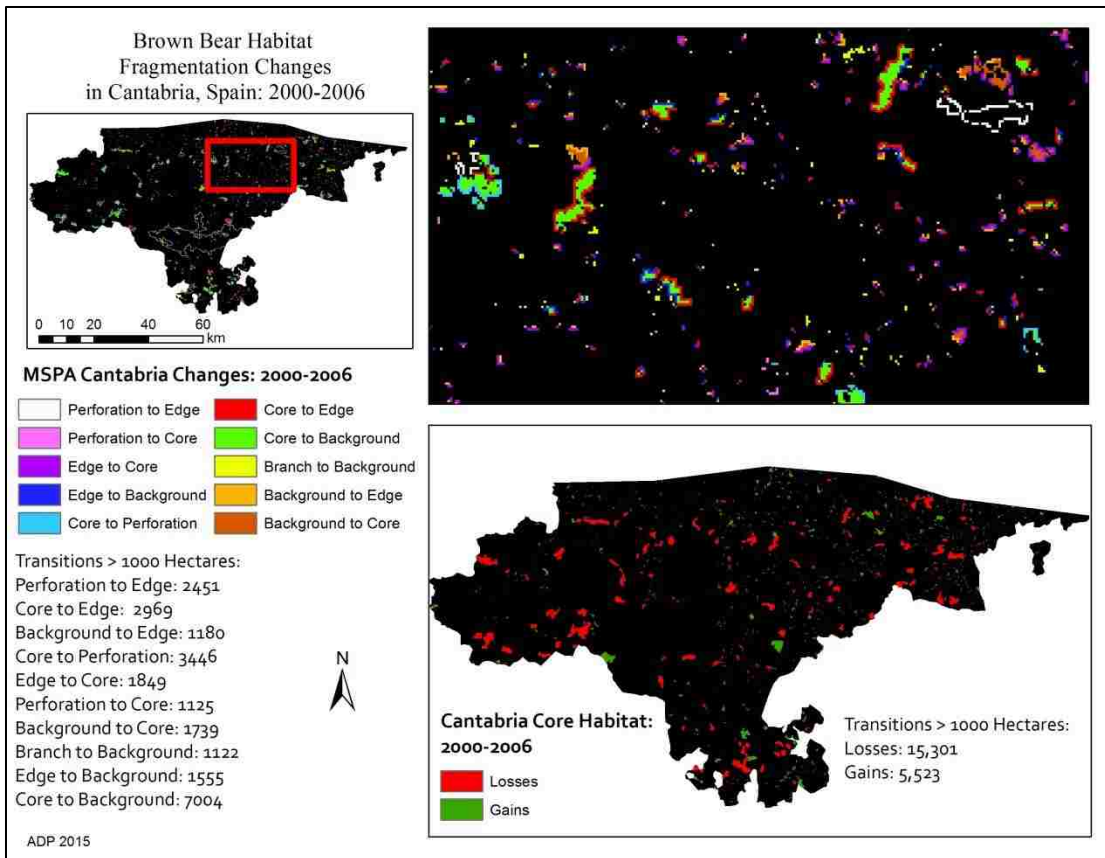 Brown Bear Habitat
Fragmentation Changes
in Cantabria, Spain: 2000-2006
0 10 20 40 60
km
MSPA Cantabria Changes: 2000-2006
Perforation to Edge
Perforation to Core
Edge to Core
Edge to Background
Core to Perforation
Core to Edge
Core to Background
Branch to Background
Background to Edge
Background to Core
Transitions > 1000 Hectares:
Perforation to Edge: 2451
Core to Edge: 2969
Background to Edge: 1180
Core to Perforation: 3446
Edge to Core: 1849
Perforation to Core: 1125
Background to Core: 1739
Branch to Background: 1122
Edge to Background: 1555
Core to Background: 7004
N
ADP 2015
Cantabria Core Habitat:
2000-2006
Losses
Gains
Transitions > 1000 Hectares:
Losses: 15,301
Gains: 5,523